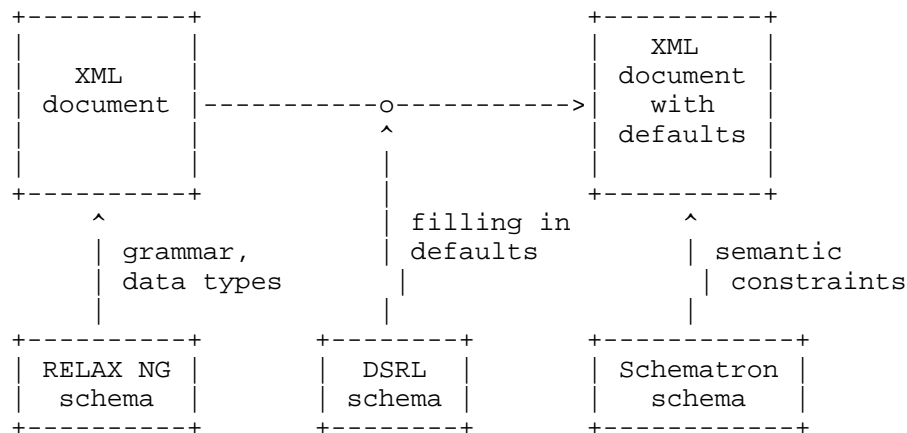 XML
XML
document
document
with
defaults
filling in
defaults
grammar,
data types
semantic
constraints
RELAX NG
schema
DSRL
schema
Schematron
schema